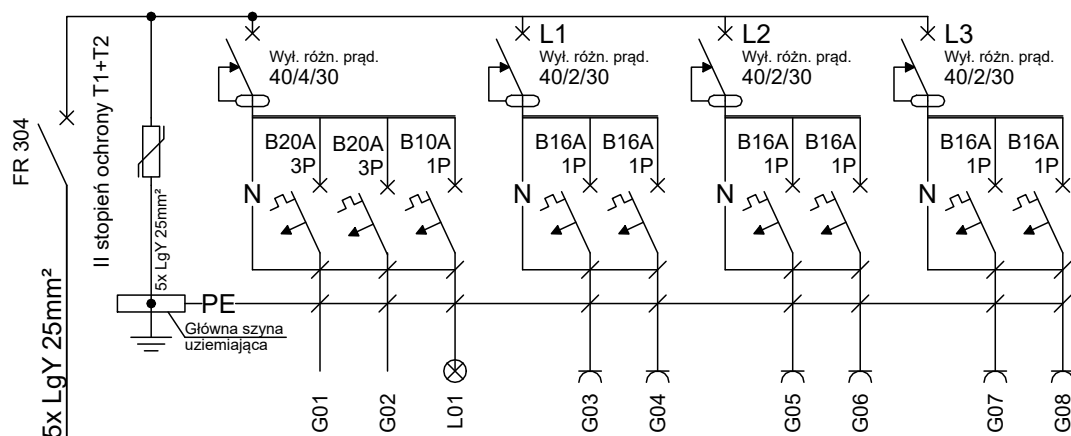 FR 304
5x LgY 25mm²
II stopień ochrony T1+T2
5x LgY 25mm²
PE
Główna szyna
uziemiająca
Wył. różn. prąd.
40/4/30
B20A
3P
B20A
3P
B10A
1P
N
G01
G02
L01
L1
Wył. różn. prąd.
40/2/30
B16A
1P
B16A
1P
N
G03
G04
L2
Wył. różn. prąd.
40/2/30
B16A
1P
B16A
1P
N
G05
G06
L3
Wył. różn. prąd.
40/2/30
B16A
1P
B16A
1P
N
G07
G08